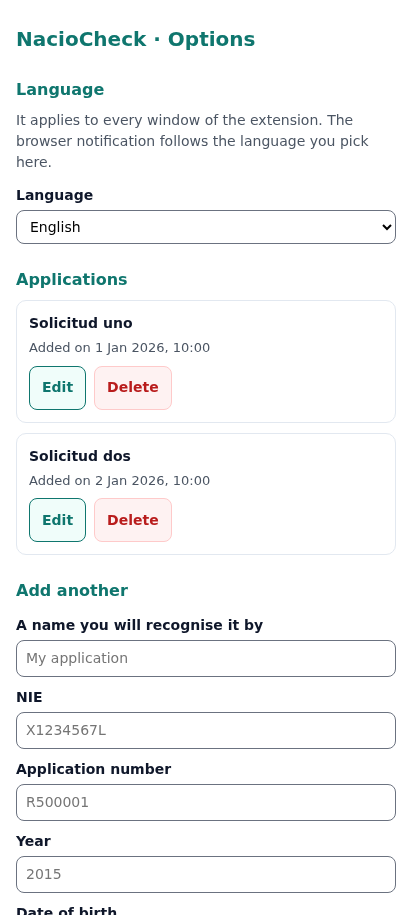 NacioCheck · Options
Language
It applies to every window of the extension. The
browser notification follows the language you pick
here.
Language
English
Applications
Solicitud uno
Added on 1 Jan 2026, 10:00
Edit Delete
Solicitud dos
Added on 2 Jan 2026, 10:00
Edit Delete
Add another
A name you will recognise it by
My application
NIE
X1234567L
Application number
R500001
Year
2015
Date of birth